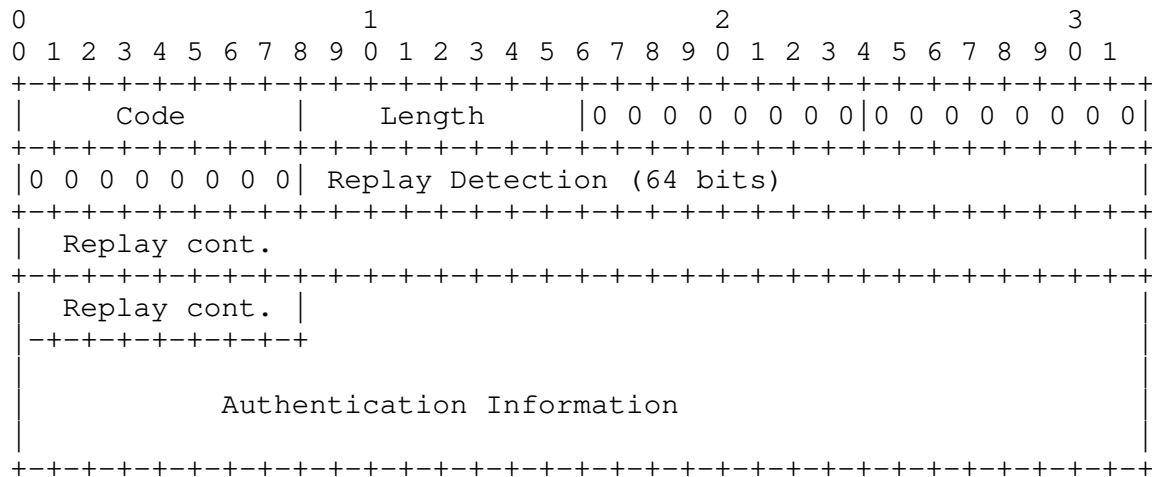 0                   1                   2                   3
0 1 2 3 4 5 6 7 8 9 0 1 2 3 4 5 6 7 8 9 0 1 2 3 4 5 6 7 8 9 0 1
+-+-+-+-+-+-+-+-+-+-+-+-+-+-+-+-+-+-+-+-+-+-+-+-+-+-+-+-+-+-+-+-+
|     Code      |    Length     |0 0 0 0 0 0 0 0|0 0 0 0 0 0 0 0|
+-+-+-+-+-+-+-+-+-+-+-+-+-+-+-+-+-+-+-+-+-+-+-+-+-+-+-+-+-+-+-+-+
|0 0 0 0 0 0 0 0| Replay Detection (64 bits)                    |
+-+-+-+-+-+-+-+-+-+-+-+-+-+-+-+-+-+-+-+-+-+-+-+-+-+-+-+-+-+-+-+-+
|  Replay cont.                                                 |
+-+-+-+-+-+-+-+-+-+-+-+-+-+-+-+-+-+-+-+-+-+-+-+-+-+-+-+-+-+-+-+-+
|  Replay cont. |                                               |
|-+-+-+-+-+-+-+-+                                               |
|                                                               |
|           Authentication Information                          |
|                                                               |
+-+-+-+-+-+-+-+-+-+-+-+-+-+-+-+-+-+-+-+-+-+-+-+-+-+-+-+-+-+-+-+-+